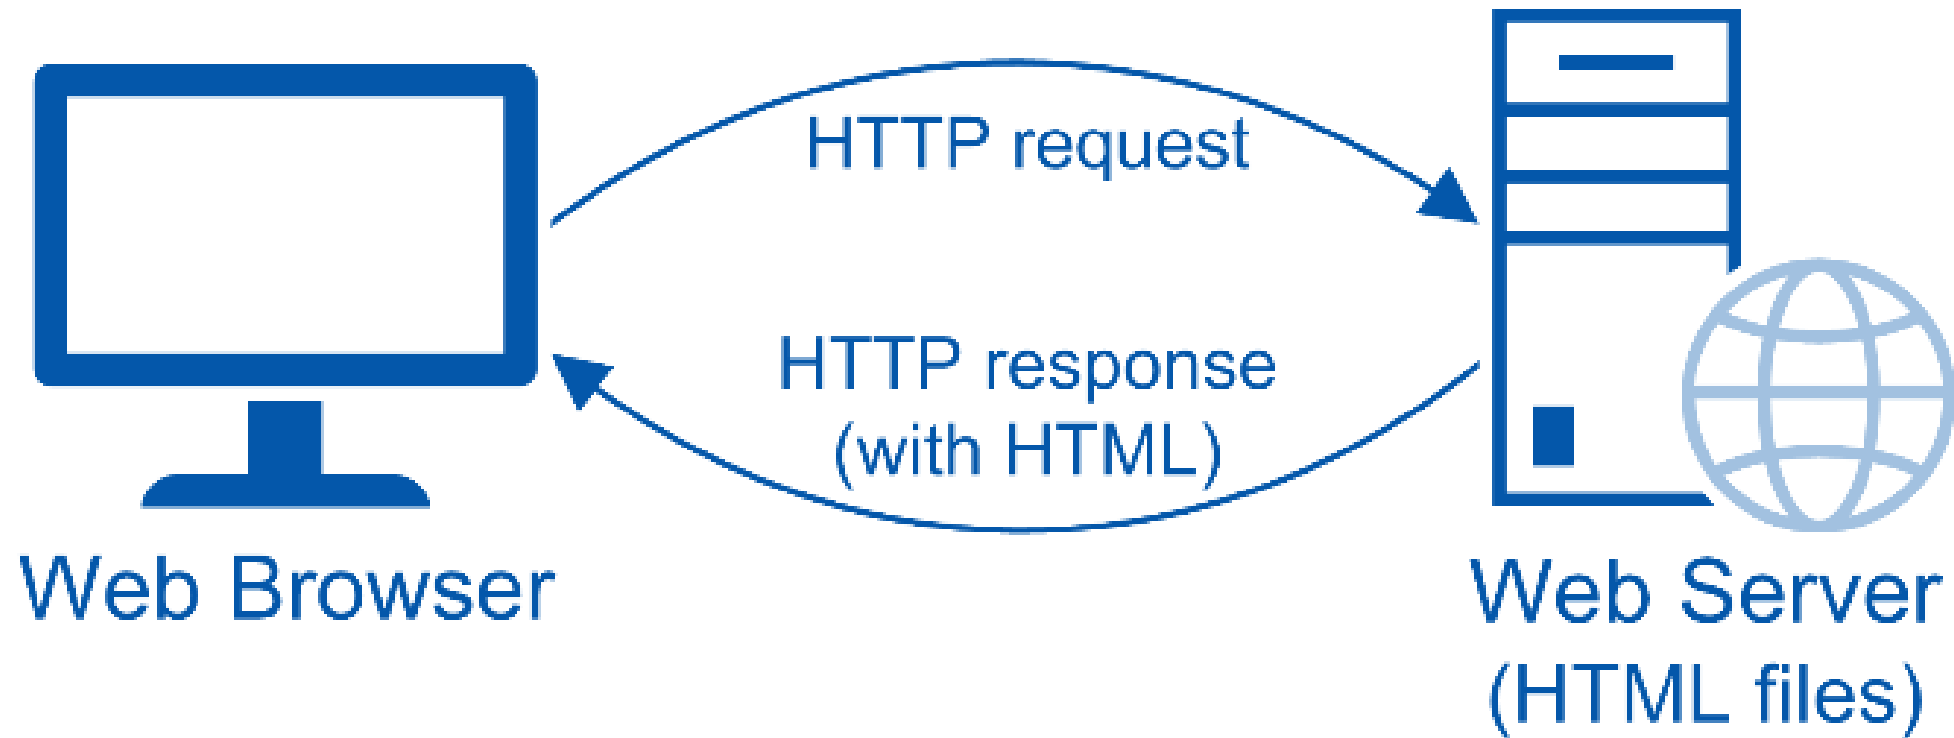 HTTP request
HTTP response
(with HTML)
Web Browser
Web Server
(HTML files)